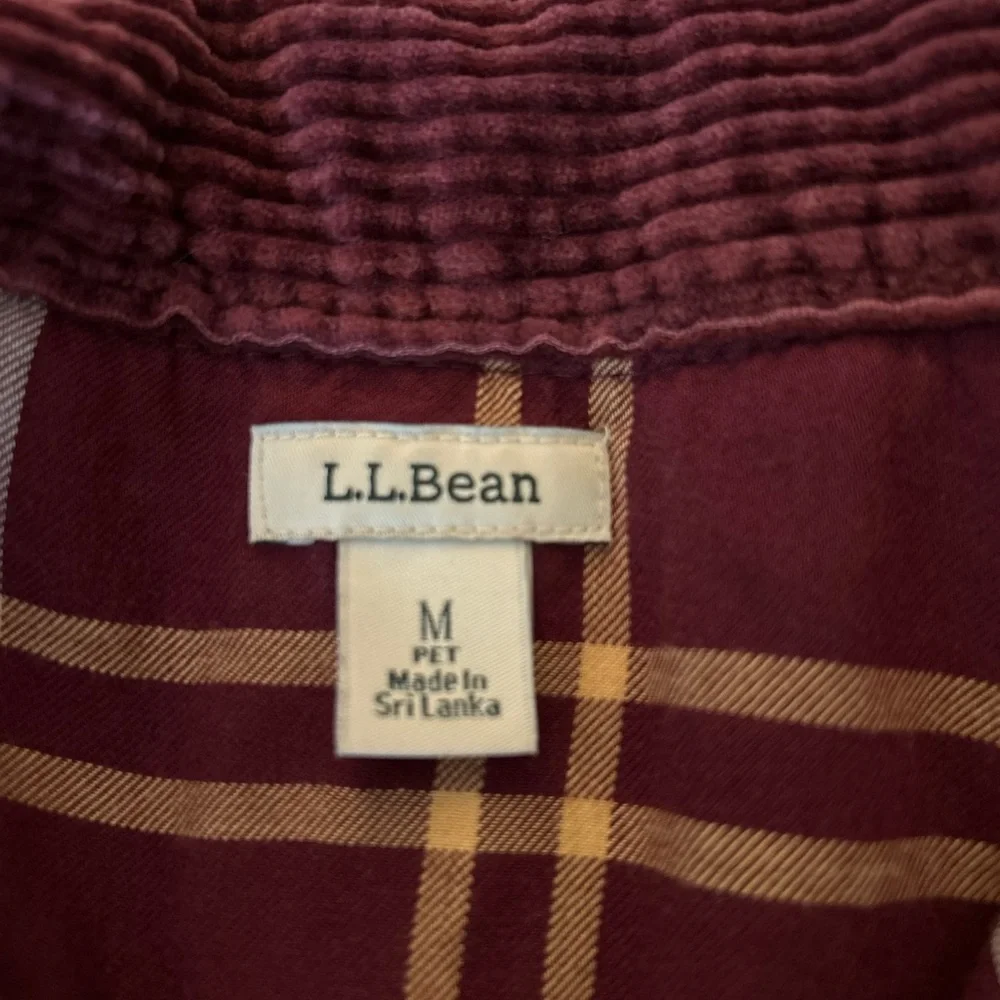 L.L.Bean
M
PET
Made In
Sri Lanka